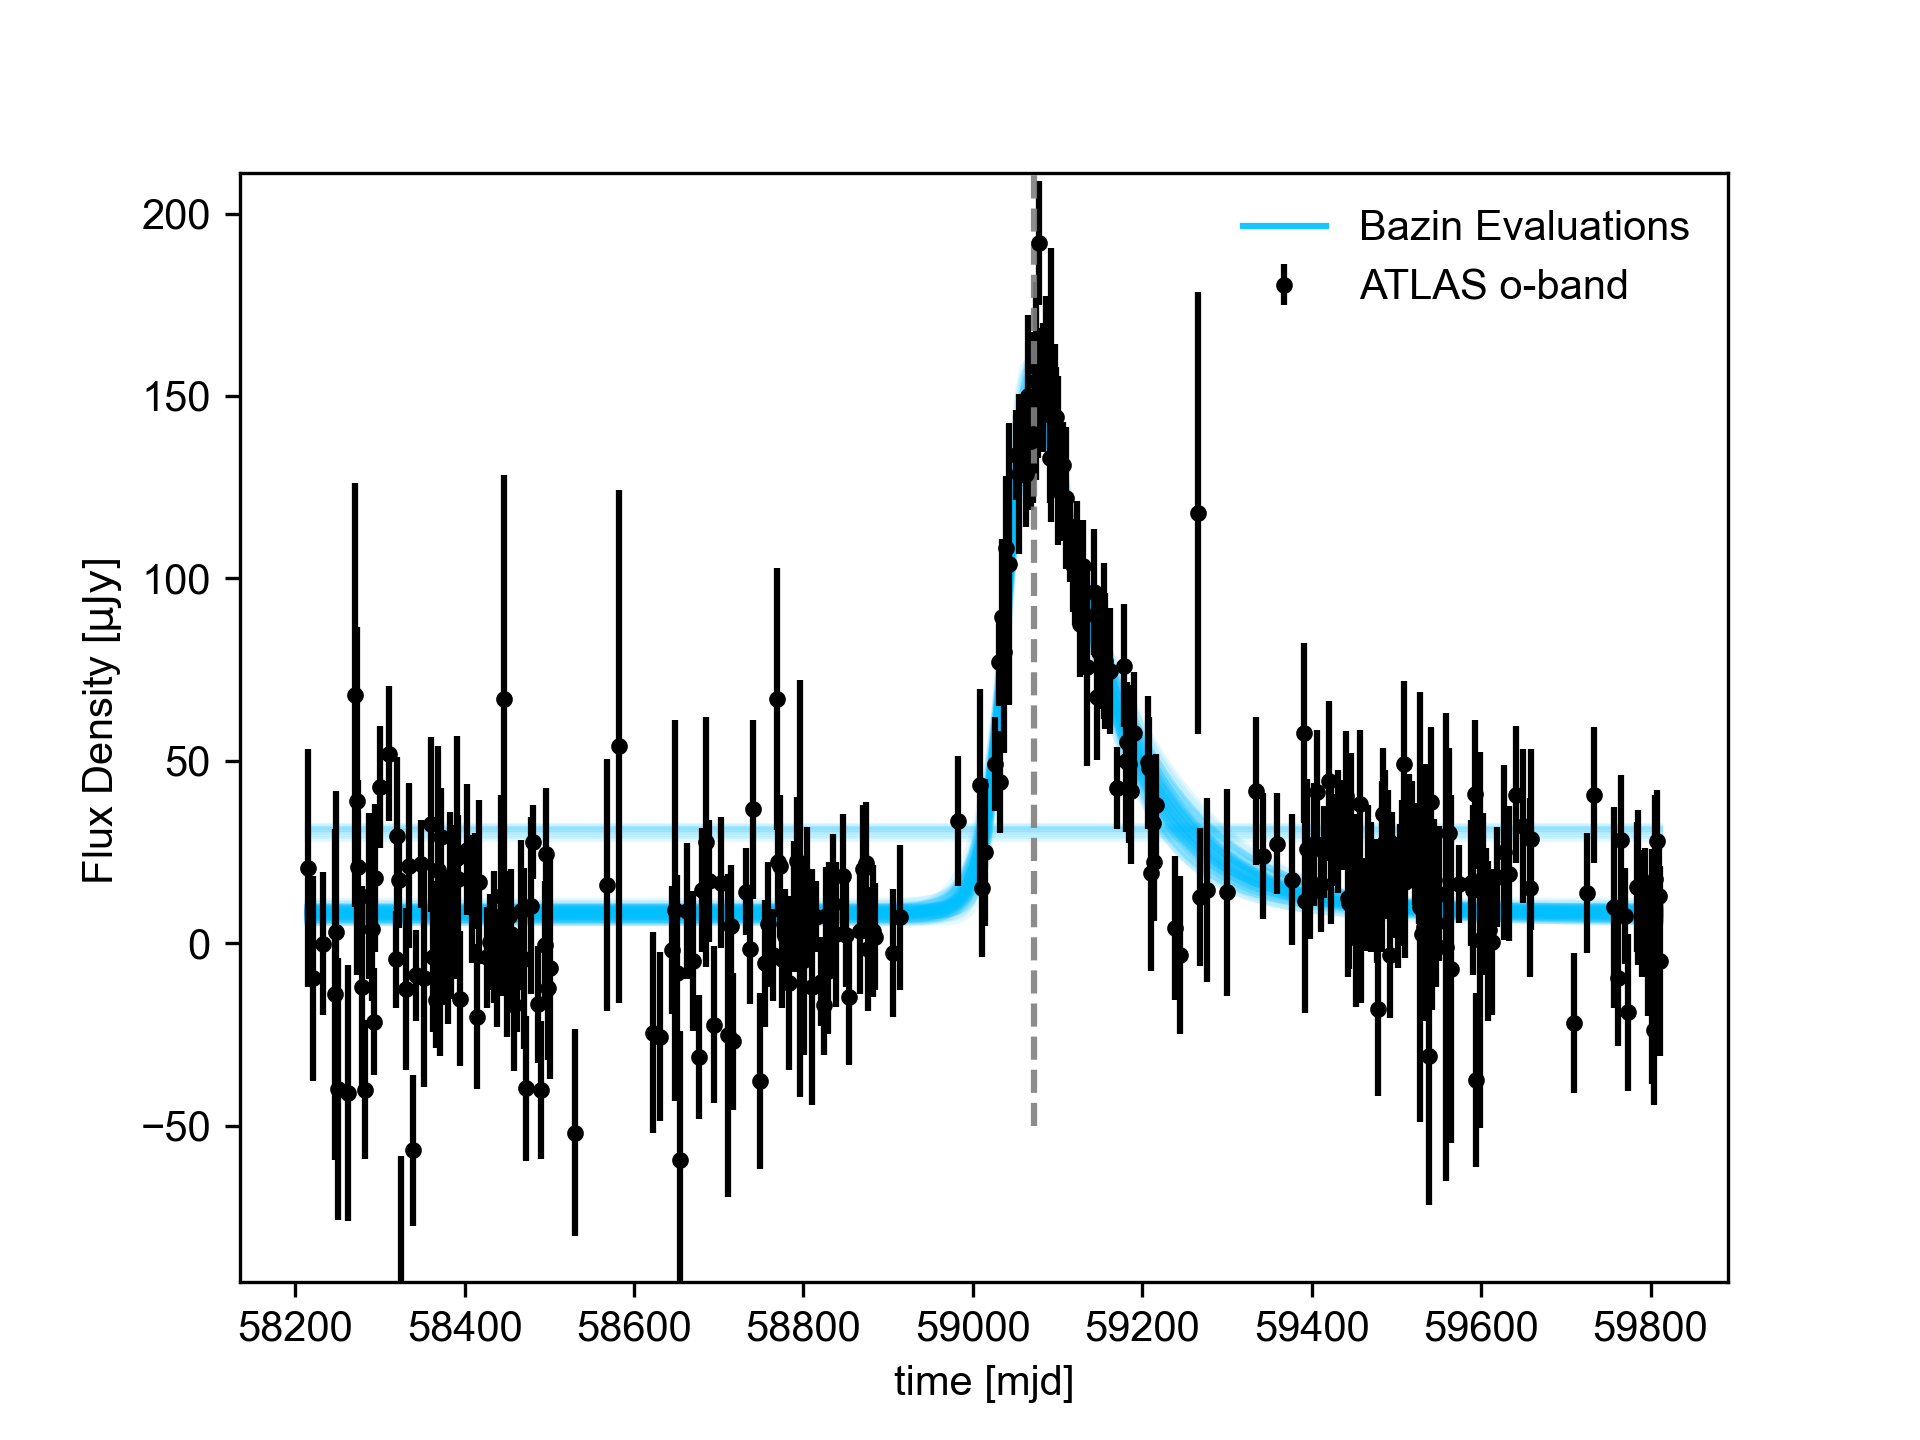 Bazin Evaluations
ATLAS o-band
200
150
100
50
0
−50
Flux Density [µJy]
58200 58400 58600 58800 59000 59200 59400 59600 59800
time [mjd]